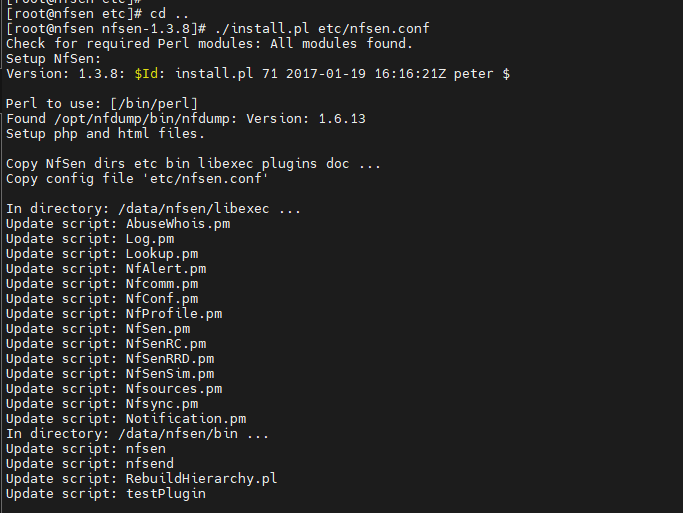 [root@nfsen etc]# cd ..
[root@nfsen nfsen-1.3.8]# ./install.pl etc/nfsen.conf
Check for required Perl modules: All modules found.
Setup NfSen:
Version: 1.3.8: $Id: install.pl 71 2017-01-19 16:16:21Z peter $
Perl to use: [/bin/perl]
Found /opt/nfdump/bin/nfdump: Version: 1.6.13
Setup php and html files.
Copy NfSen dirs etc bin libexec plugins doc ...
Copy config file 'etc/nfsen.conf'
In directory: /data/nfsen/libexec ...
Update script: AbuseWhois.pm
Update script: Log.pm
Update script: Lookup.pm
Update script: NfAlert.pm
Update script: Nfcomm.pm
Update script: NfConf.pm
Update script: NfProfile.pm
Update script: NfSen.pm
Update script: NfSenRC.pm
Update script: NfSenRRD.pm
Update script: NfSenSim.pm
Update script: Nfsources.pm
Update script: Nfsync.pm
Update script: Notification.pm
In directory: /data/nfsen/bin ...
Update script: nfsen
Update script: nfsend
Update script: RebuildHierarchy.pl
Update script: testPlugin